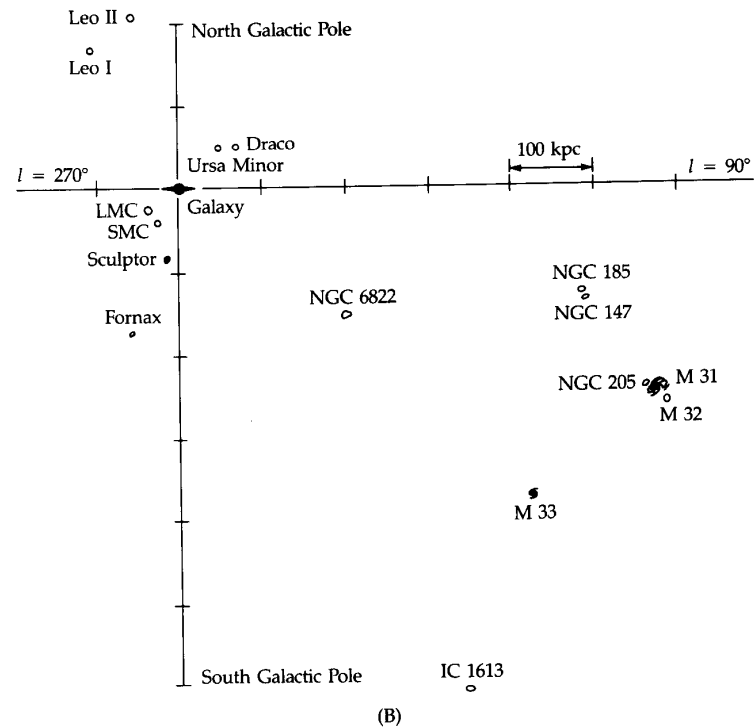 Leo II
North Galactic Pole
Leo I
Draco
Ursa Minor
100 kpc
l = 270°
l = 90°
Galaxy
LMC
SMC
Sculptor
NGC 185
NGC 6822
NGC 147
Fornax
NGC 205
M 31
M 32
M 33
South Galactic Pole
IC 1613
(B)